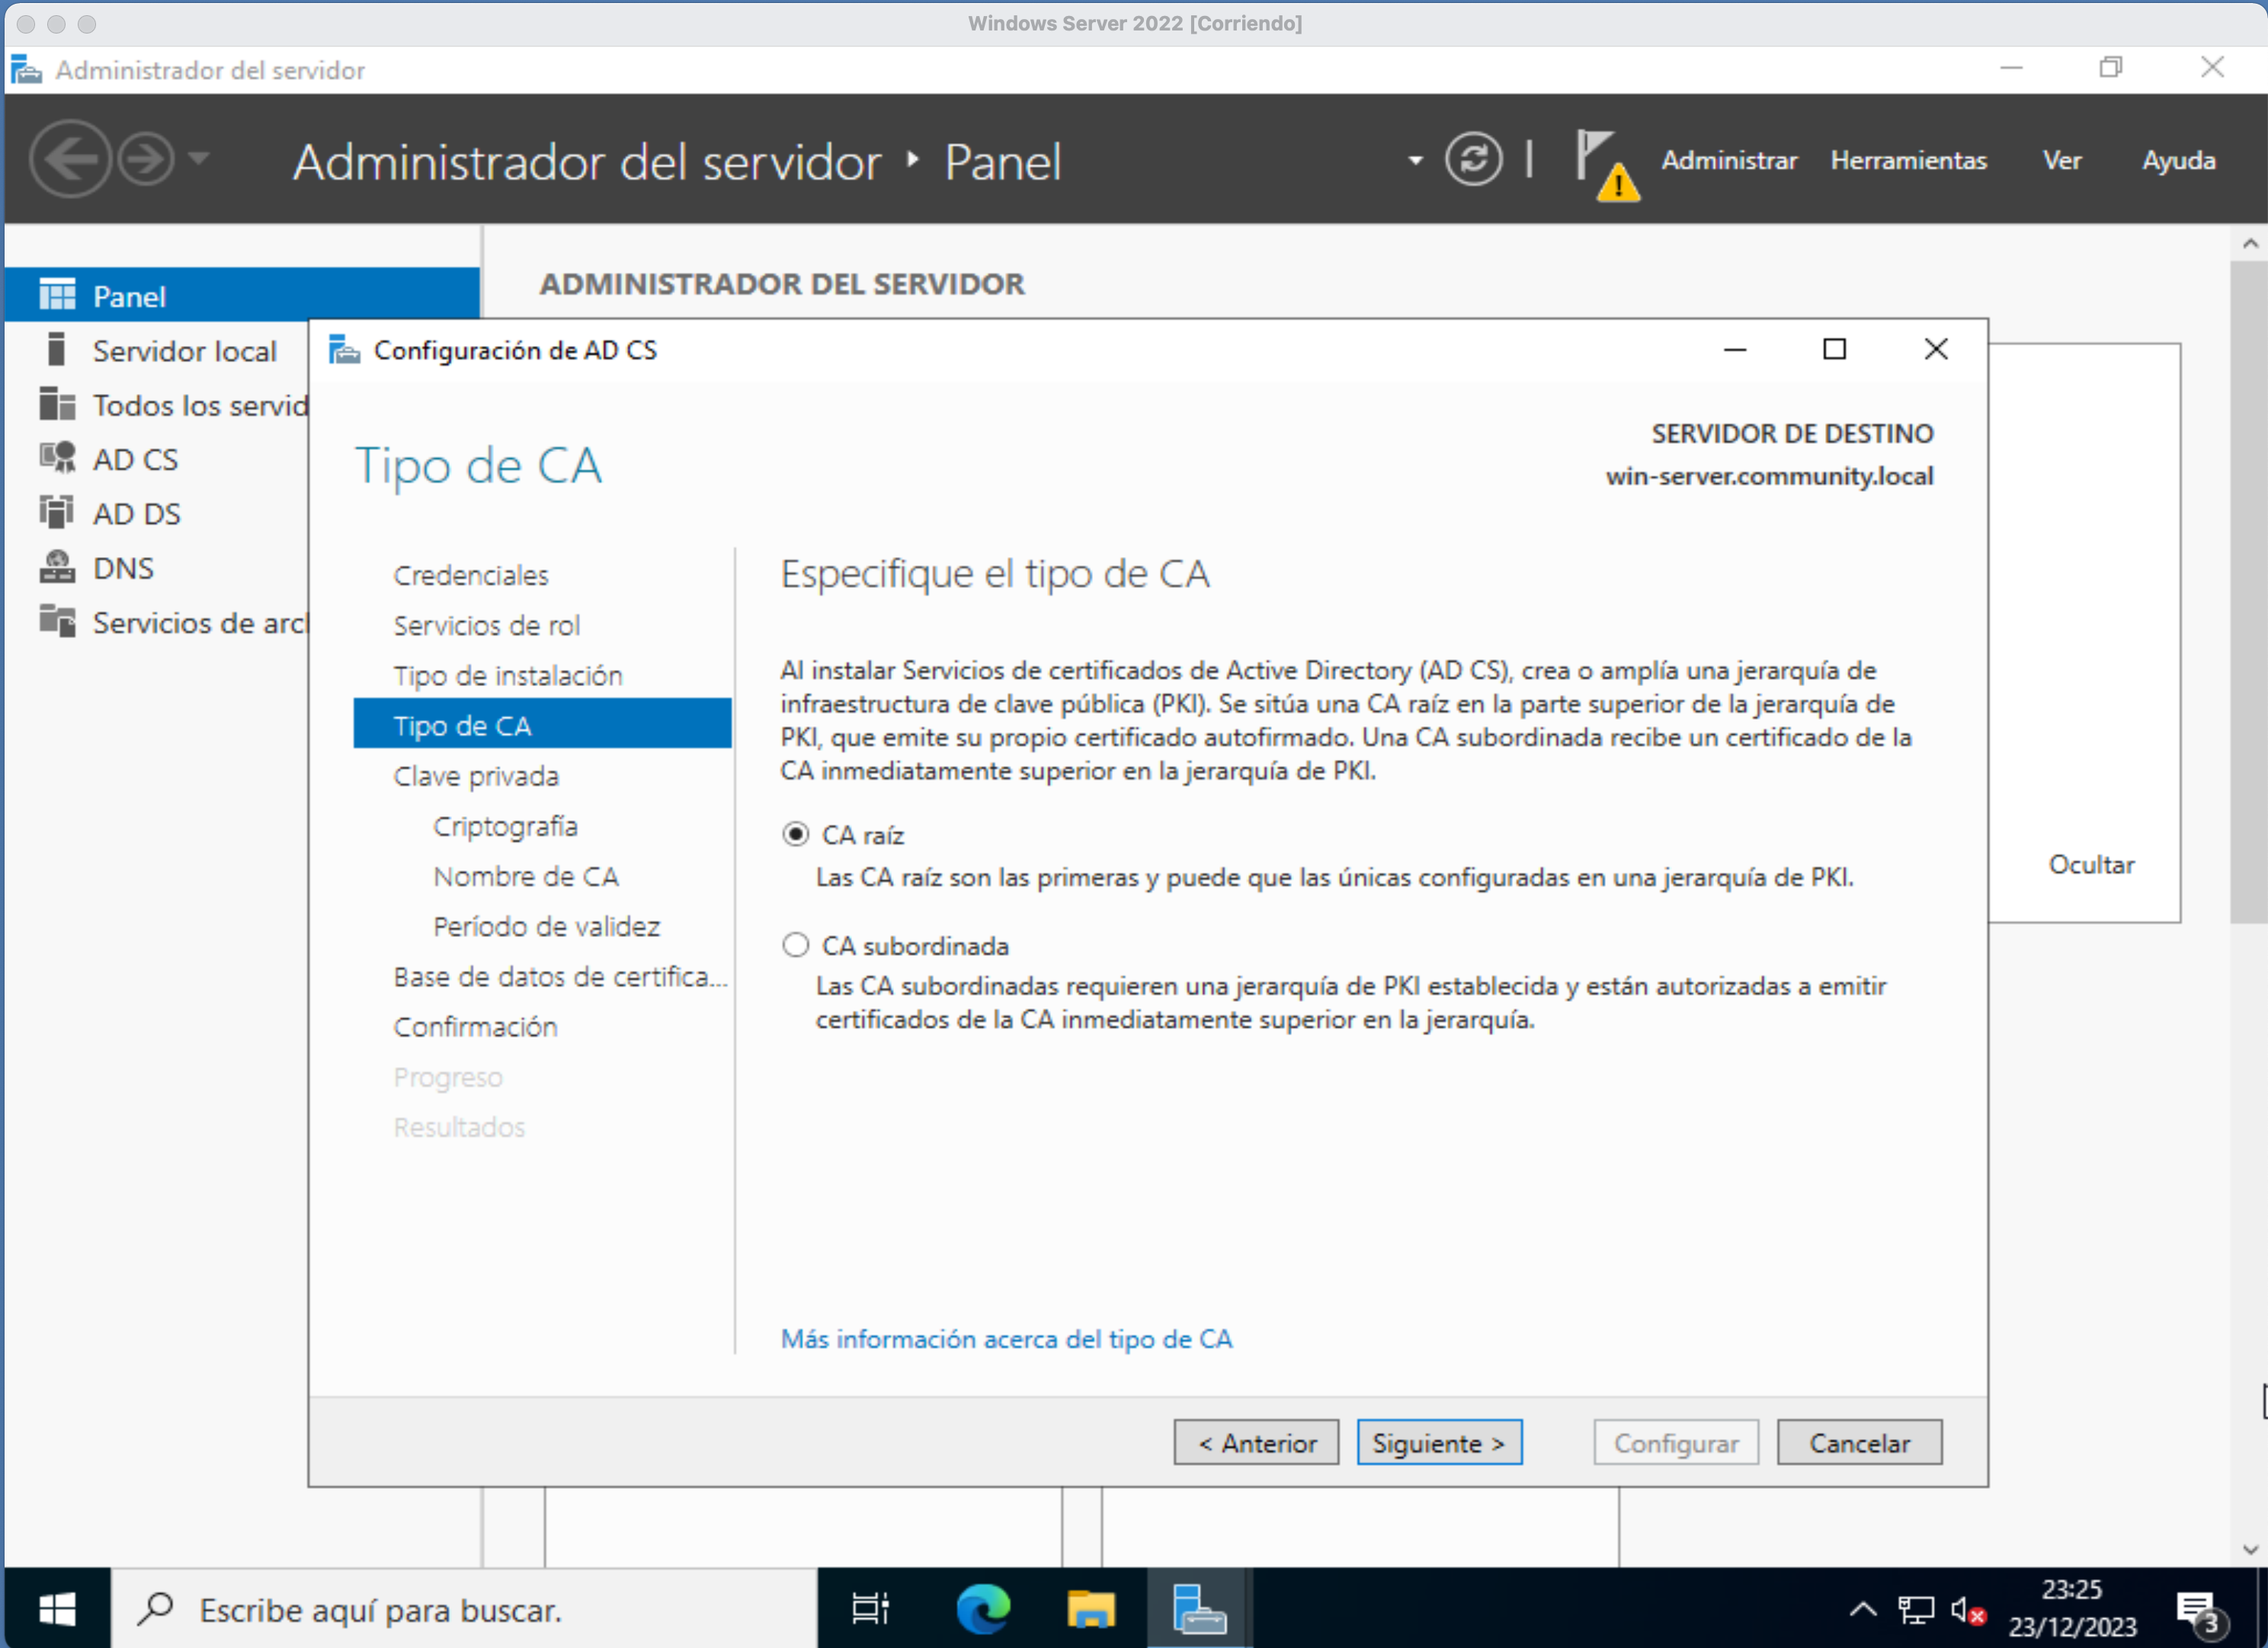 Windows Server 2022 [Corriendo]
Administrador del servidor
Administrador del servidor ‣ Panel
Administrar
Herramientas
Ver
Ayuda
Panel
Servidor local
Todos los servid
AD CS
AD DS
DNS
Servicios de arcl
ADMINISTRADOR DEL SERVIDOR
Configuración de AD CS
Tipo de CA
SERVIDOR DE DESTINO
win-server.community.local
Credenciales
Servicios de rol
Tipo de instalación
Tipo de CA
Clave privada
Criptografía
Nombre de CA
Período de validez
Base de datos de certifica...
Confirmación
Progreso
Resultados
Especifique el tipo de CA
Al instalar Servicios de certificados de Active Directory (AD CS), crea o amplía una jerarquía de
infraestructura de clave pública (PKI). Se sitúa una CA raíz en la parte superior de la jerarquía de
PKI, que emite su propio certificado autofirmado. Una CA subordinada recibe un certificado de la
CA inmediatamente superior en la jerarquía de PKI.
CA raíz
Las CA raíz son las primeras y puede que las únicas configuradas en una jerarquía de PKI.
CA subordinada
Las CA subordinadas requieren una jerarquía de PKI establecida y están autorizadas a emitir
certificados de la CA inmediatamente superior en la jerarquía.
Más información acerca del tipo de CA
Ocultar
< Anterior
Siguiente >
Configurar
Cancelar
Escribe aquí para buscar.
23:25
23/12/2023
3